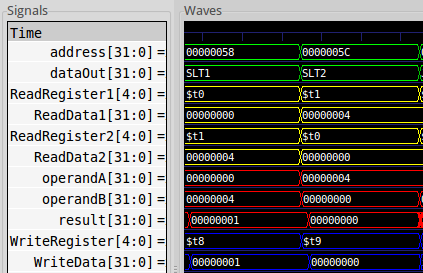 Signals
Waves
Time
address[31:0] = 00000058 0000005C
dataOut[31:0] = SLT1 SLT2
ReadRegister1[4:0] = $t0 $t1
ReadData1[31:0] = 00000000 00000004
ReadRegister2[4:0] = $t1 $t0
ReadData2[31:0] = 00000004 00000000
operandA[31:0] = 00000000 00000004
operandB[31:0] = 00000004 00000000
result[31:0] = 00000001 00000000
WriteRegister[4:0] = $t8 $t9
WriteData[31:0] = 00000001 00000000